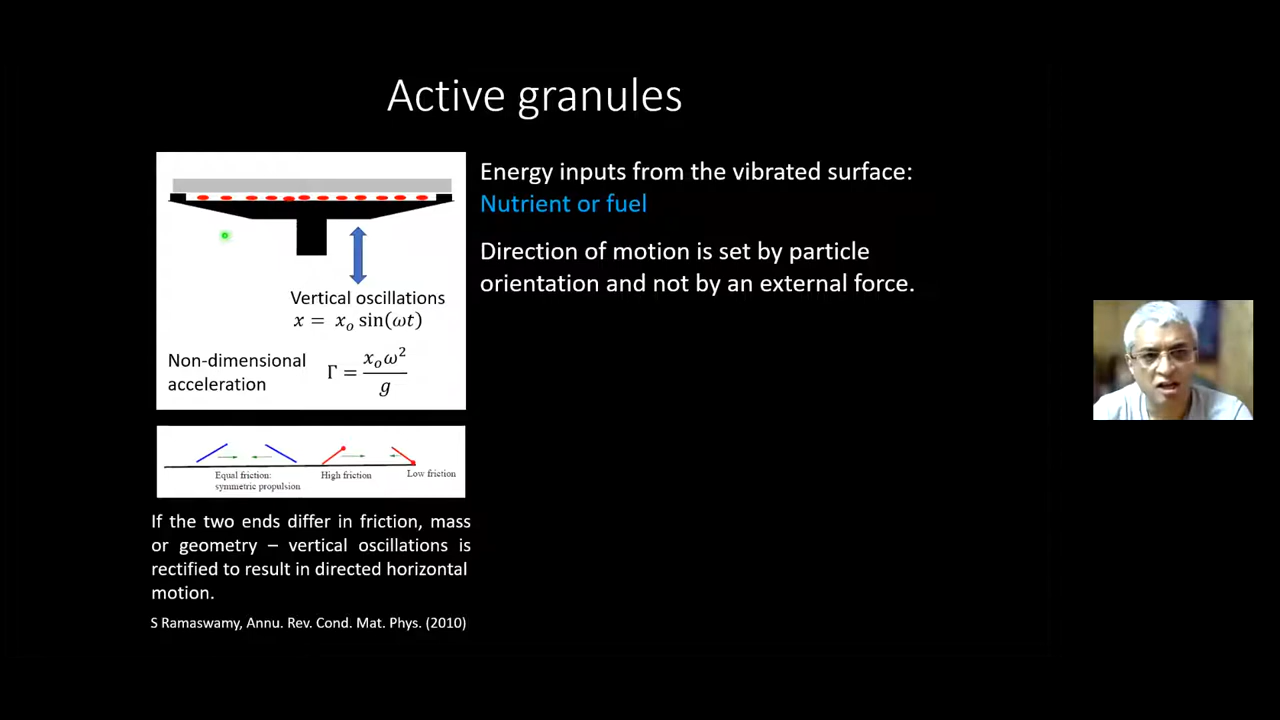 Active granules
Energy inputs from the vibrated surface:
Nutrient or fuel
Direction of motion is set by particle
orientation and not by an external force.
Vertical oscillations
x = xₒ sin(ωt)
Non-dimensional
acceleration
Γ = xₒω² / g
Equal friction:
symmetric propulsion
High friction
Low friction
If the two ends differ in friction, mass
or geometry – vertical oscillations is
rectified to result in directed horizontal
motion.
S Ramaswamy, Annu. Rev. Cond. Mat. Phys. (2010)